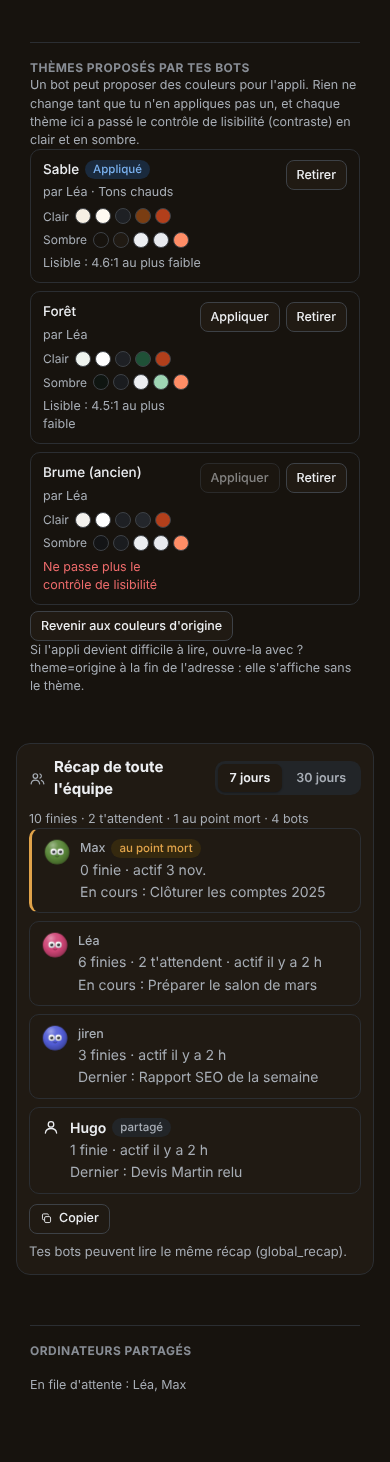 THÈMES PROPOSÉS PAR TES BOTS
Un bot peut proposer des couleurs pour l'appli. Rien ne
change tant que tu n'en appliques pas un, et chaque
thème ici a passé le contrôle de lisibilité (contraste) en
clair et en sombre.
Sable Appliqué Retirer
par Léa · Tons chauds
Clair
Sombre
Lisible : 4.6:1 au plus faible
Forêt Appliquer Retirer
par Léa
Clair
Sombre
Lisible : 4.5:1 au plus
faible
Brume (ancien) Appliquer Retirer
par Léa
Clair
Sombre
Ne passe plus le
contrôle de lisibilité
Revenir aux couleurs d'origine
Si l'appli devient difficile à lire, ouvre-la avec ?
theme=origine à la fin de l'adresse : elle s'affiche sans
le thème.
Récap de toute
l'équipe
7 jours 30 jours
10 finies · 2 t'attendent · 1 au point mort · 4 bots
Max au point mort
0 finie · actif 3 nov.
En cours : Clôturer les comptes 2025
Léa
6 finies · 2 t'attendent · actif il y a 2 h
En cours : Préparer le salon de mars
jiren
3 finies · actif il y a 2 h
Dernier : Rapport SEO de la semaine
Hugo partagé
1 finie · actif il y a 2 h
Dernier : Devis Martin relu
Copier
Tes bots peuvent lire le même récap (global_recap).
ORDINATEURS PARTAGÉS
En file d'attente : Léa, Max